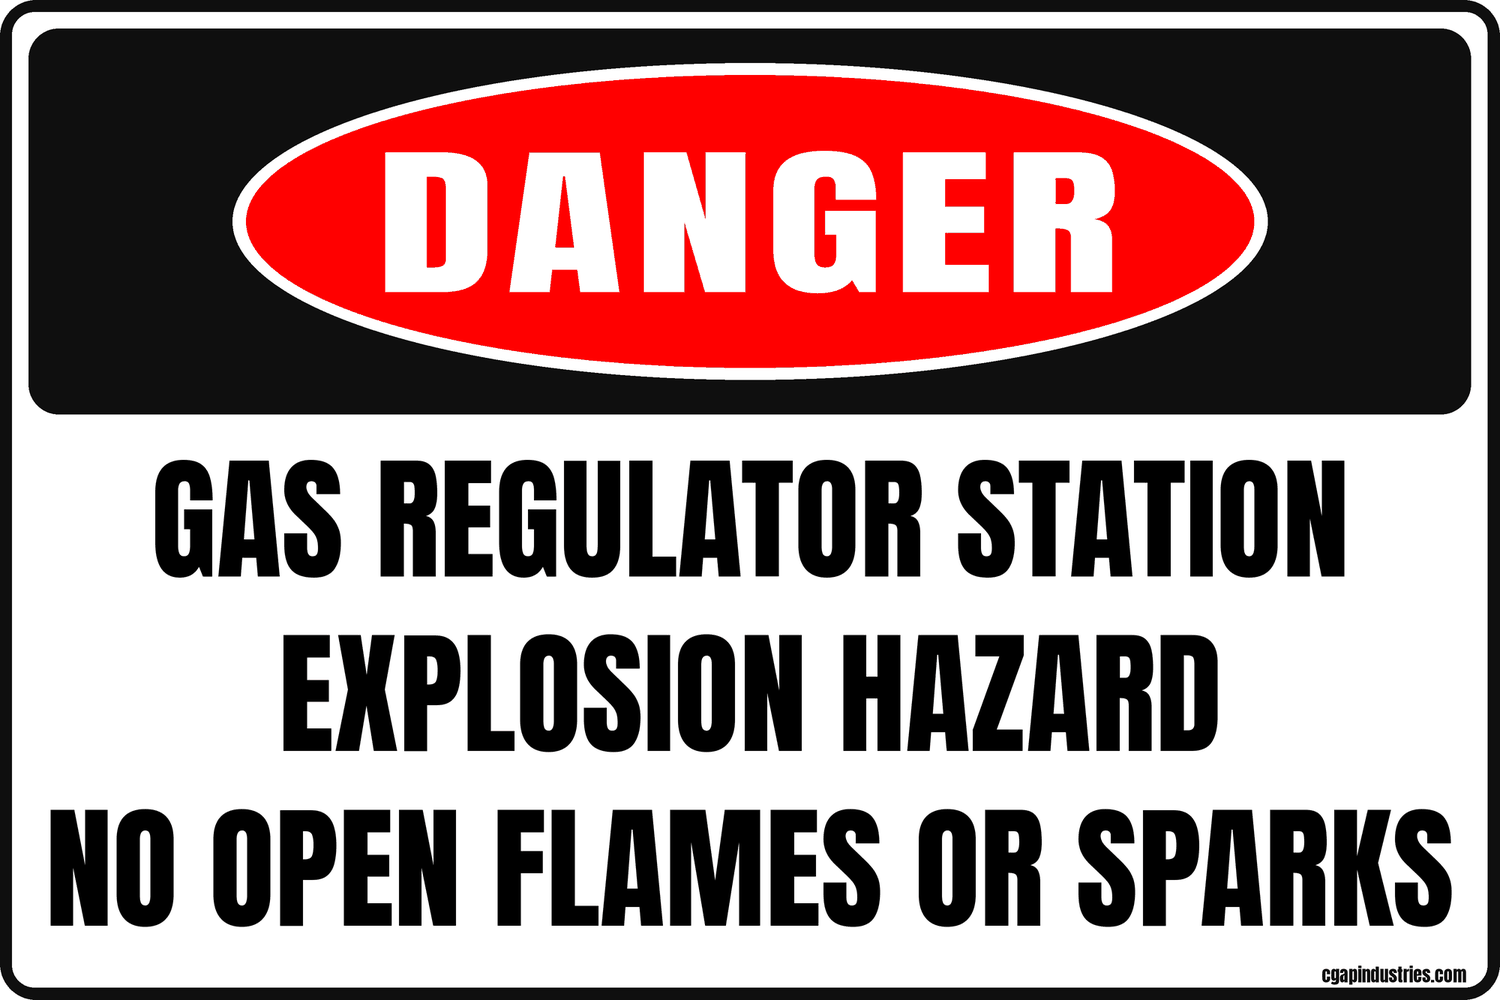 DANGER
GAS REGULATOR STATION
EXPLOSION HAZARD
NO OPEN FLAMES OR SPARKS
cgapindustries.com